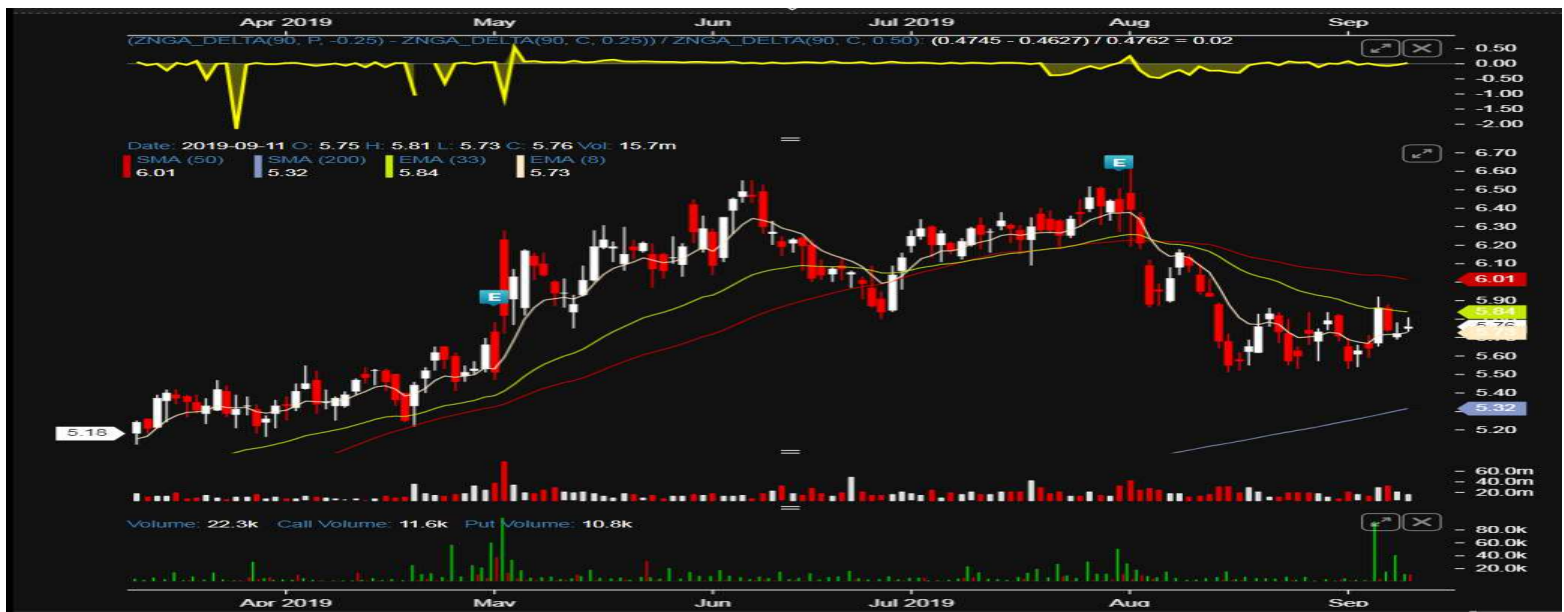 Apr 2019 May Jun Jul 2019 Aug Sep
(ZNGA_DELTA(90, P, -0.25) - ZNGA_DELTA(90, C, 0.25)) / ZNGA_DELTA(90, C, 0.50): (0.4745 - 0.4627) / 0.4762 = 0.02
0.50
0.00
-0.50
-1.00
-1.50
-2.00
Date: 2019-09-11 O: 5.75 H: 5.81 L: 5.73 C: 5.76 Vol: 15.7m
SMA (50) SMA (200) EMA (33) EMA (8)
6.01 5.32 5.84 5.73
6.70
6.60
6.50
6.40
6.30
6.20
6.10
6.01
5.90
5.84
5.76
5.60
5.50
5.40
5.32
5.20
E
E
5.18
60.0m
40.0m
20.0m
Volume: 22.3k Call Volume: 11.6k Put Volume: 10.8k
80.0k
60.0k
40.0k
20.0k
Apr 2019 May Jun Jul 2019 Aug Sep